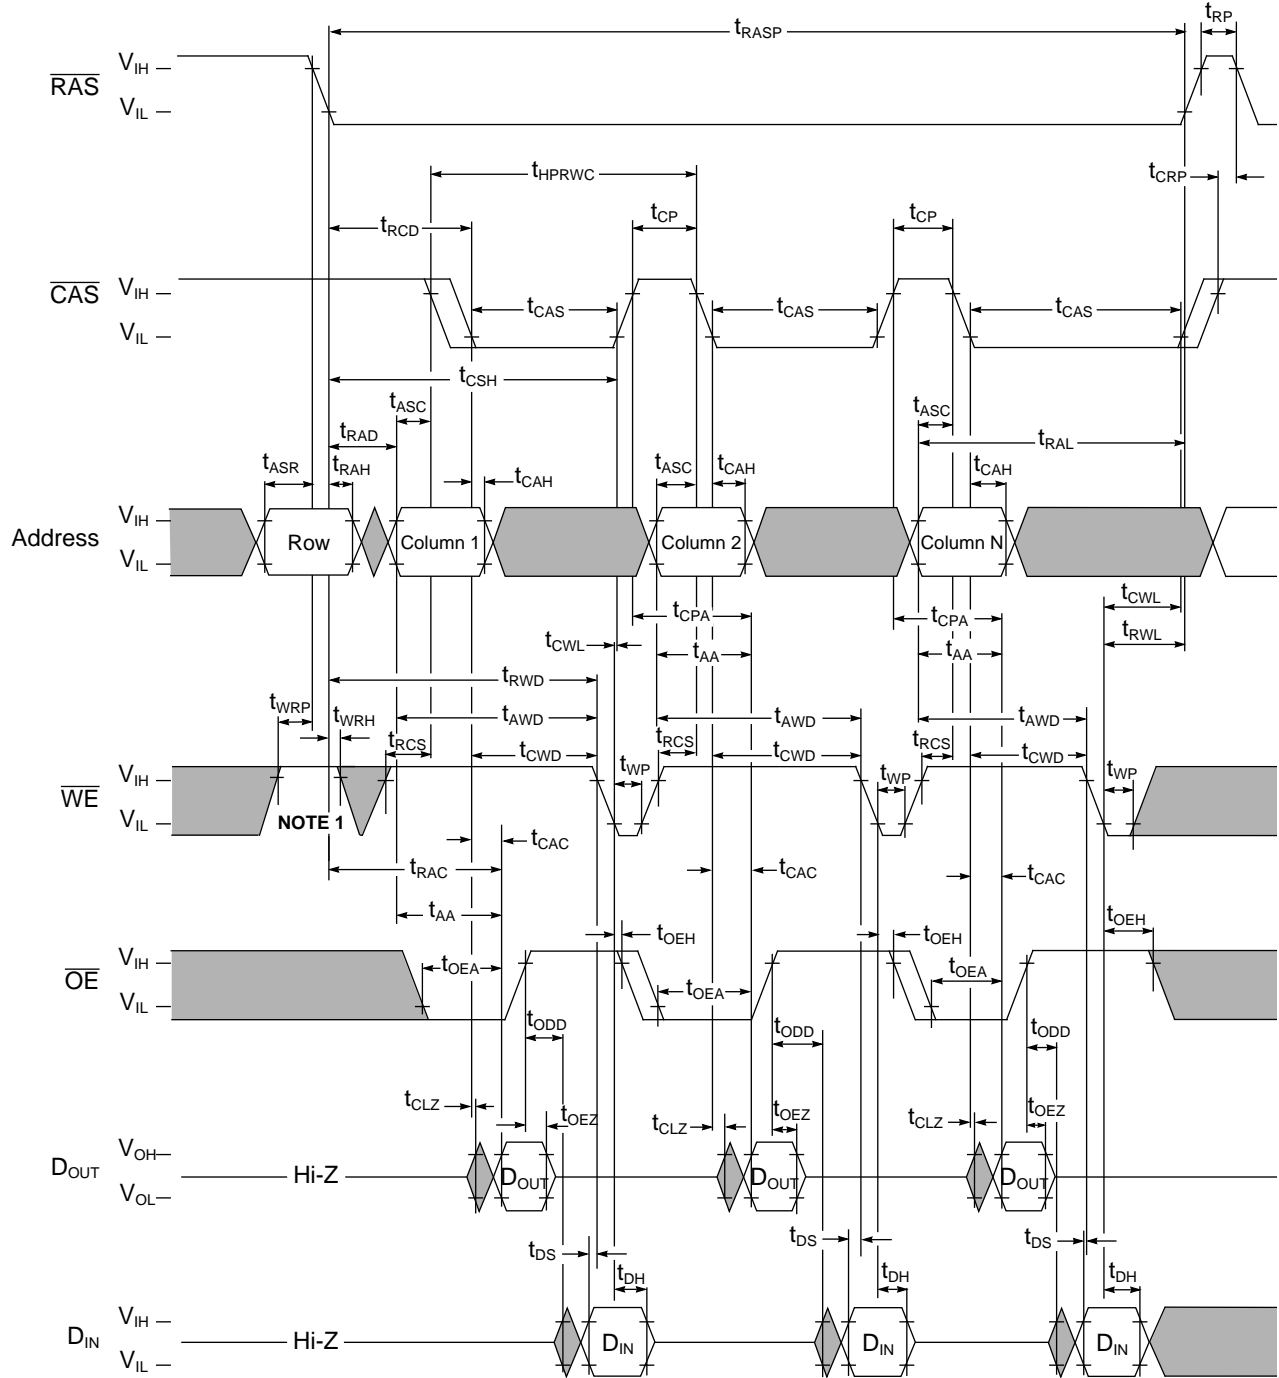 tRP
tRASP
RAS VIH
VIL
tHPRWC
tCRP
tCP tCP
tRCD
CAS VIH
VIL
tCAS tCAS tCAS
tCSH
tASC tASC
tRAD tRAL
tASR tRAH tCAH tASC tCAH tCAH
Address VIH
VIL
Row Column 1 Column 2 Column N
tCWL
tCPA tCPA
tCWL tRWL
tAA tAA
tRWD
tWRP tWRH tAWD tAWD tAWD
tRCS tCWD tRCS tCWD tRCS tCWD
WE VIH
VIL
tWP tWP tWP
NOTE 1
tCAC
tRAC tCAC tCAC
tAA
tOEH tOEH tOEH
OE VIH
VIL
tOEA tOEA tOEA
tODD tODD tODD
tCLZ tOEZ tCLZ tOEZ tCLZ tOEZ
DOUT VOH
VOL
Hi-Z DOUT DOUT DOUT
tDS tDS tDS
tDH tDH tDH
DIN VIH
VIL
Hi-Z DIN DIN DIN